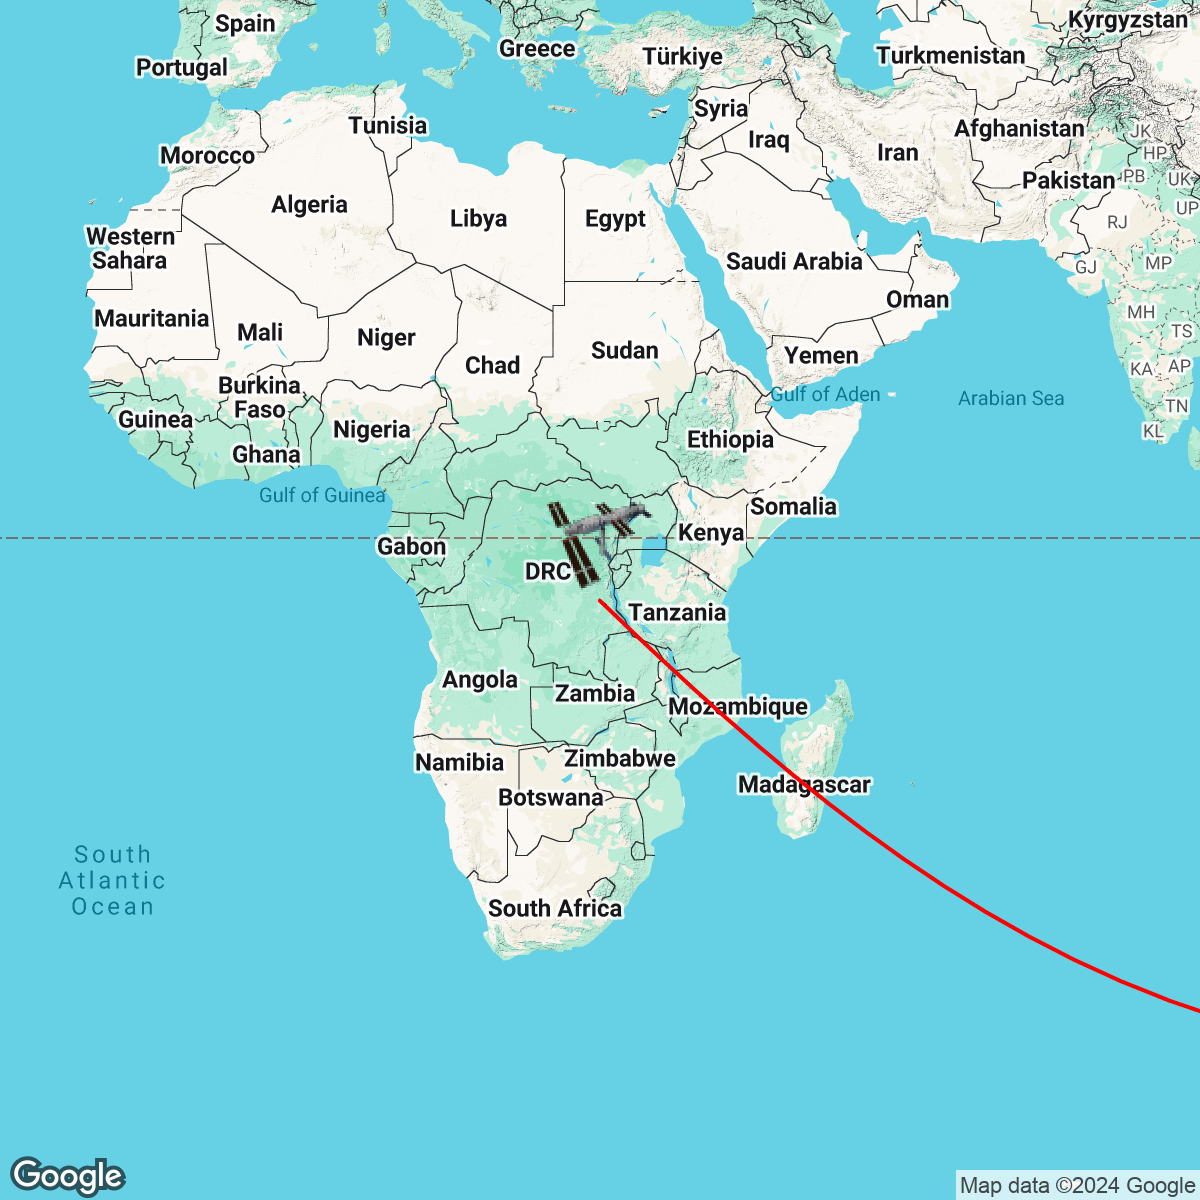 Spain
Portugal
Greece
Türkiye
Turkmenistan
Kyrgyzstan
Tunisia
Morocco
Syria
Iraq
Iran
Afghanistan
Pakistan
JK
HP
PB
UK
UP
Algeria
Libya
Egypt
RJ
Western
Sahara
Saudi Arabia
GJ
MP
Oman
Mauritania
Mali
Niger
Chad
Sudan
Yemen
MH
TS
Burkina
Faso
Gulf of Aden
Arabian Sea
KA
AP
TN
KL
Guinea
Ghana
Nigeria
Ethiopia
Gulf of Guinea
Somalia
Kenya
Gabon
DRC
Tanzania
Angola
Zambia
Mozambique
Namibia
Zimbabwe
Botswana
Madagascar
South
Atlantic
Ocean
South Africa
Google
Map data ©2024 Google